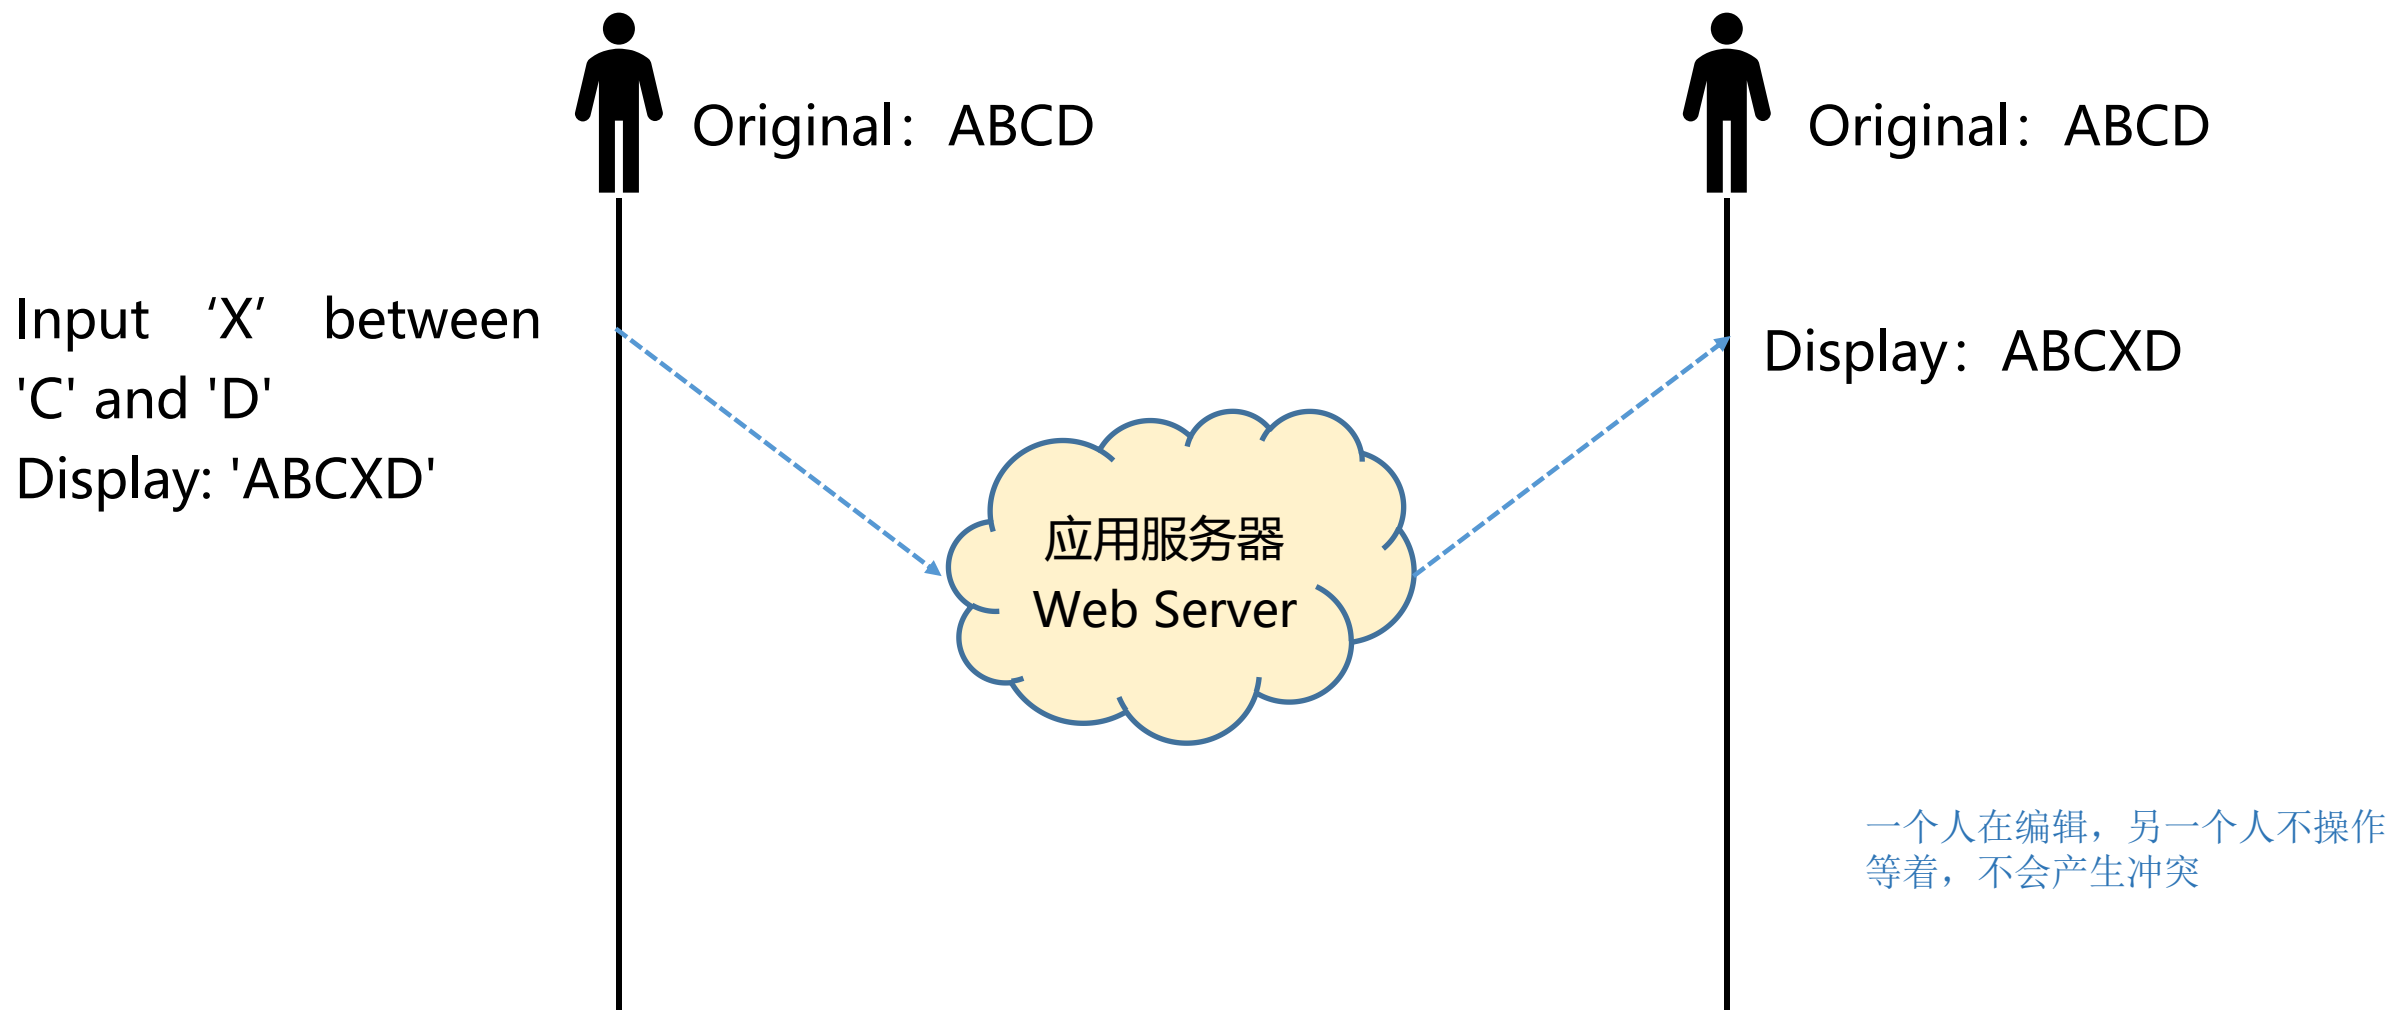 Original：ABCD
Original：ABCD
Input ‘X’ between
'C' and 'D'
Display: 'ABCXD'
Display：ABCXD
应用服务器
Web Server
一个人在编辑，另一个人不操作
等着，不会产生冲突